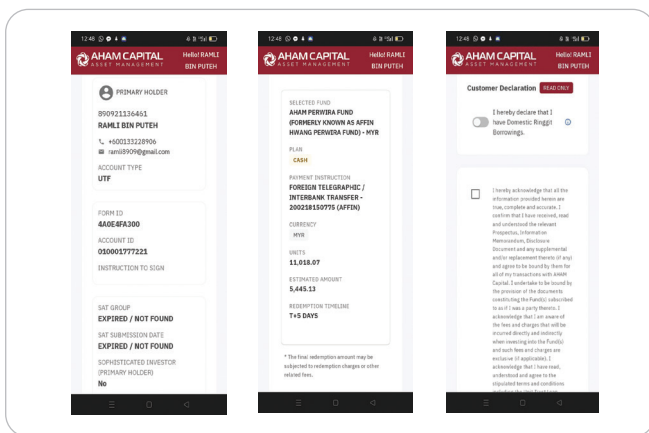 12:48
AHAM CAPITAL
ASSET MANAGEMENT
Hello! RAMLI
BIN PUTEH
PRIMARY HOLDER
890921136461
RAMLI BIN PUTEH
+600133228906
ramli8909@gmail.com
ACCOUNT TYPE
UTF
FORM ID
4A0E4FA300
ACCOUNT ID
010001777221
INSTRUCTION TO SIGN
SAT GROUP
EXPIRED / NOT FOUND
SAT SUBMISSION DATE
EXPIRED / NOT FOUND
SOPHISTICATED INVESTOR
(PRIMARY HOLDER)
No
12:48
AHAM CAPITAL
ASSET MANAGEMENT
Hello! RAMLI
BIN PUTEH
SELECTED FUND
AHAM PERWIRA FUND
(FORMERLY KNOWN AS AFFIN
HWANG PERWIRA FUND) - MYR
PLAN
CASH
PAYMENT INSTRUCTION
FOREIGN TELEGRAPHIC /
INTERBANK TRANSFER -
200218150775 (AFFIN)
CURRENCY
MYR
UNITS
11,018.07
ESTIMATED AMOUNT
5,445.13
REDEMPTION TIMELINE
T+5 DAYS
* The final redemption amount may be
subjected to redemption charges or other
related fees.
12:48
AHAM CAPITAL
ASSET MANAGEMENT
Hello! RAMLI
BIN PUTEH
Customer Declaration READ ONLY
I hereby declare that I
have Domestic Ringgit
Borrowings.
I hereby acknowledge that all the
information provided herein are
true, complete and accurate. I
confirm that I have received, read
and understood the relevant
Prospectus, Information
Memorandum, Disclosure
Document and any supplemental
and/or replacement thereto (if any)
and agree to be bound by them for
all of my transactions with AHAM
Capital. I undertake to be bound by
the provision of the documents
constituting the Fund(s) subscribed
to as if I was a party thereto. I
acknowledge that I am aware of
the fees and charges that will be
incurred directly and indirectly
when investing into the Fund(s)
and such fees and charges are
exclusive (if applicable). I
acknowledge that I have read,
understood and agree to the
stipulated terms and conditions